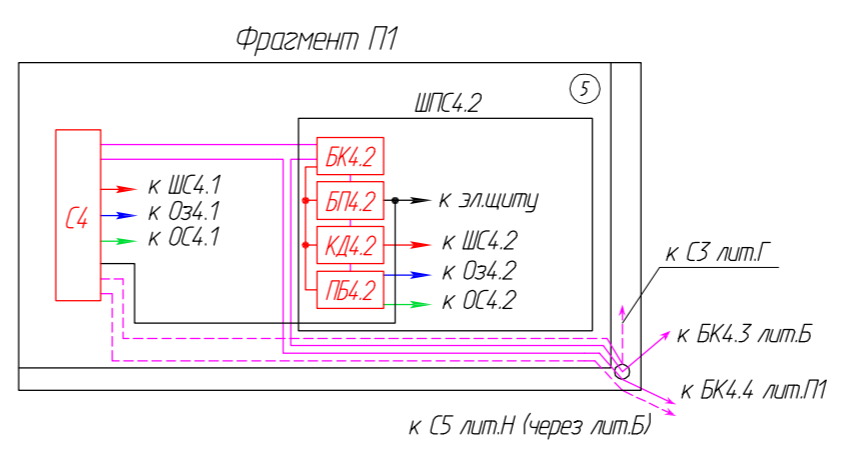 Фрагмент П1
5
ШПС4.2
С4
к ШС4.1
к Оз4.1
к ОС4.1
БК4.2
БП4.2
к эл.щиту
КД4.2
к ШС4.2
к Оз4.2
ПБ4.2
к ОС4.2
к С3 лит.Г
к БК4.3 лит.Б
к БК4.4 лит.П1
к С5 лит.Н (через лит.Б)